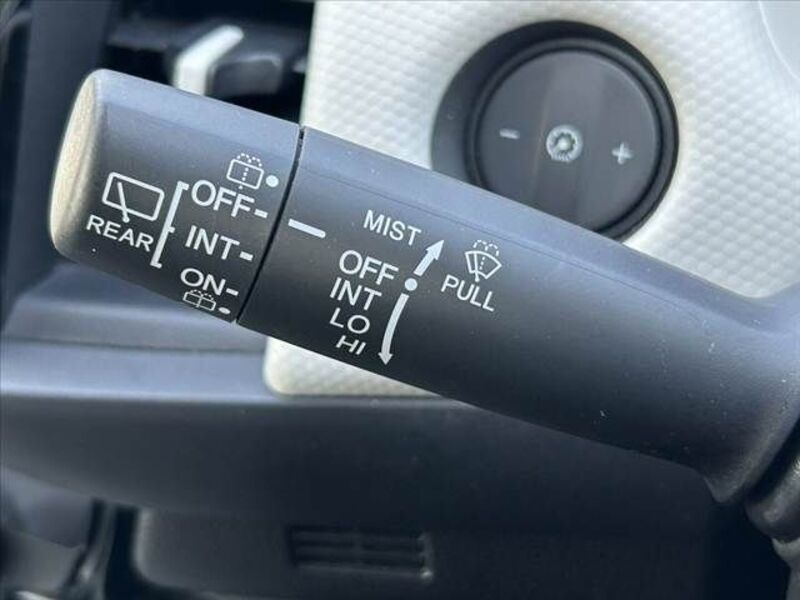 REAR
OFF
INT
ON
MIST
OFF
INT
LO
HI
PULL
- +